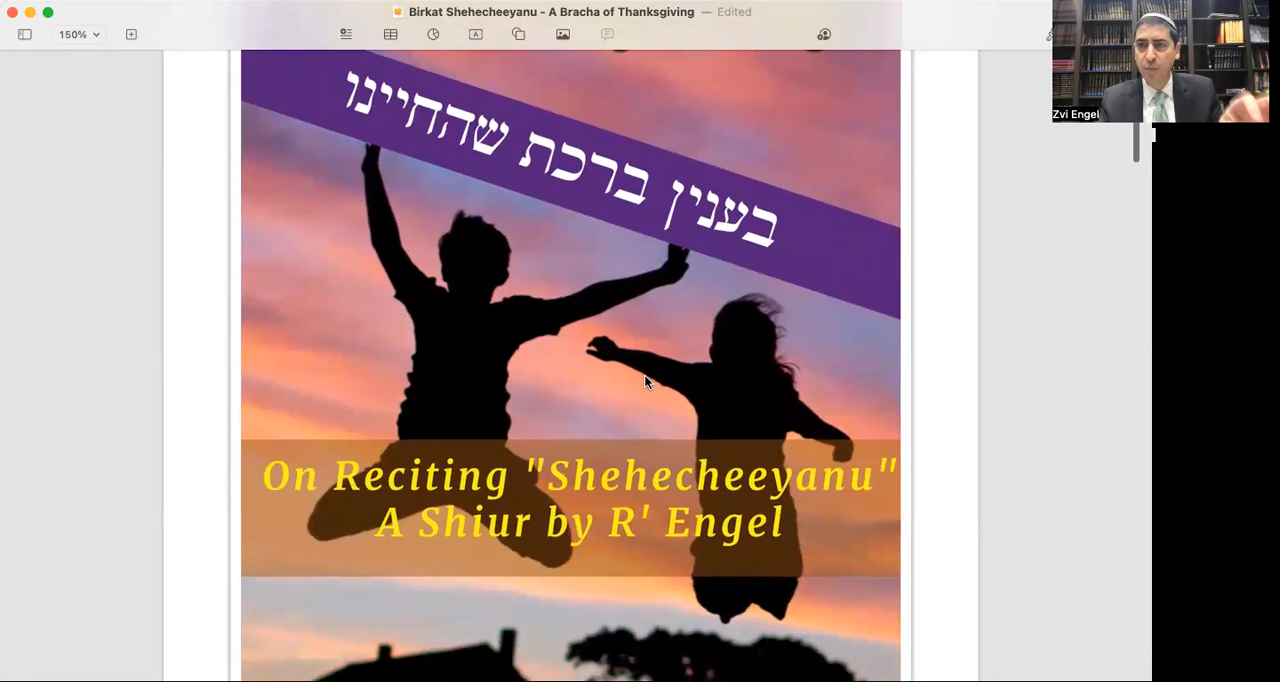 Birkat Shehecheeyanu - A Bracha of Thanksgiving — Edited
150%
Zvi Engel
בענין ברכת שהחיינו
On Reciting "Shehecheeyanu"
A Shiur by R' Engel